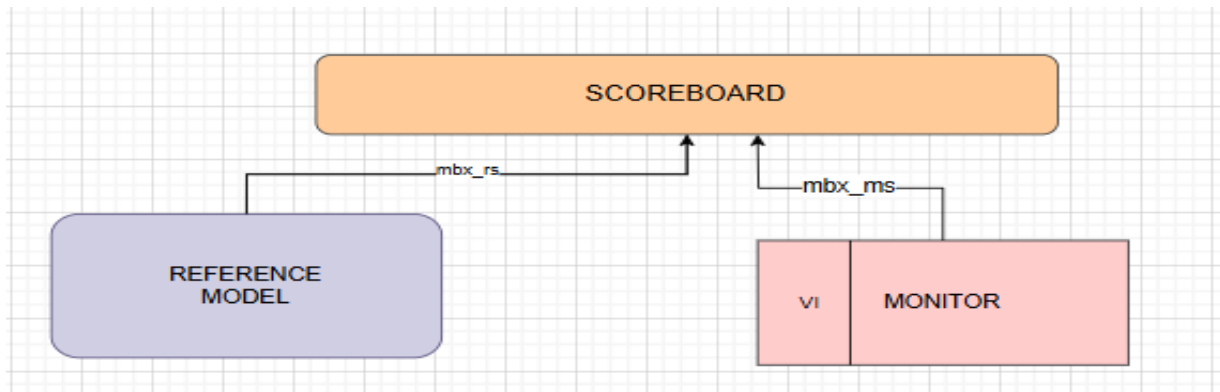 SCOREBOARD
mbx_rs
mbx_ms
REFERENCE
MODEL
VI
MONITOR